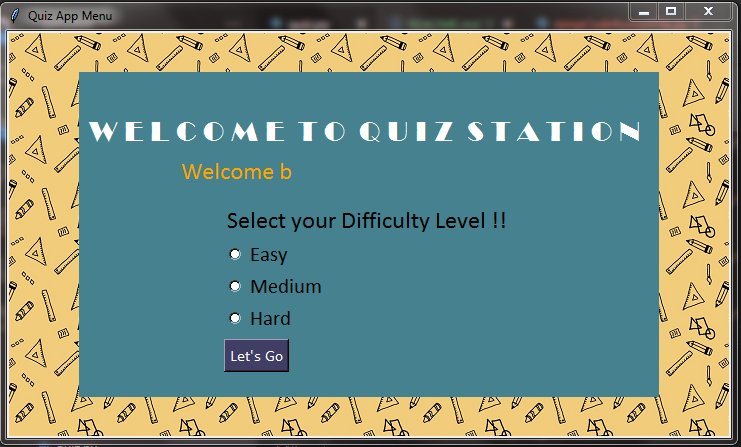 Quiz App Menu
WELCOME TO QUIZ STATION
Welcome b
Select your Difficulty Level !!
Easy
Medium
Hard
Let's Go